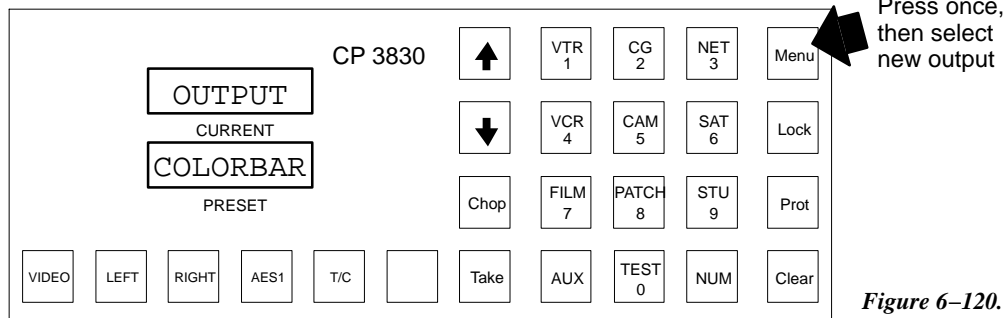 Press once,
then select
new output
CP 3830
OUTPUT
CURRENT
COLORBAR
PRESET
VTR
1
CG
2
NET
3
Menu
VCR
4
CAM
5
SAT
6
Lock
Chop
FILM
7
PATCH
8
STU
9
Prot
VIDEO
LEFT
RIGHT
AES1
T/C
Take
AUX
TEST
0
NUM
Clear
Figure 6–120.